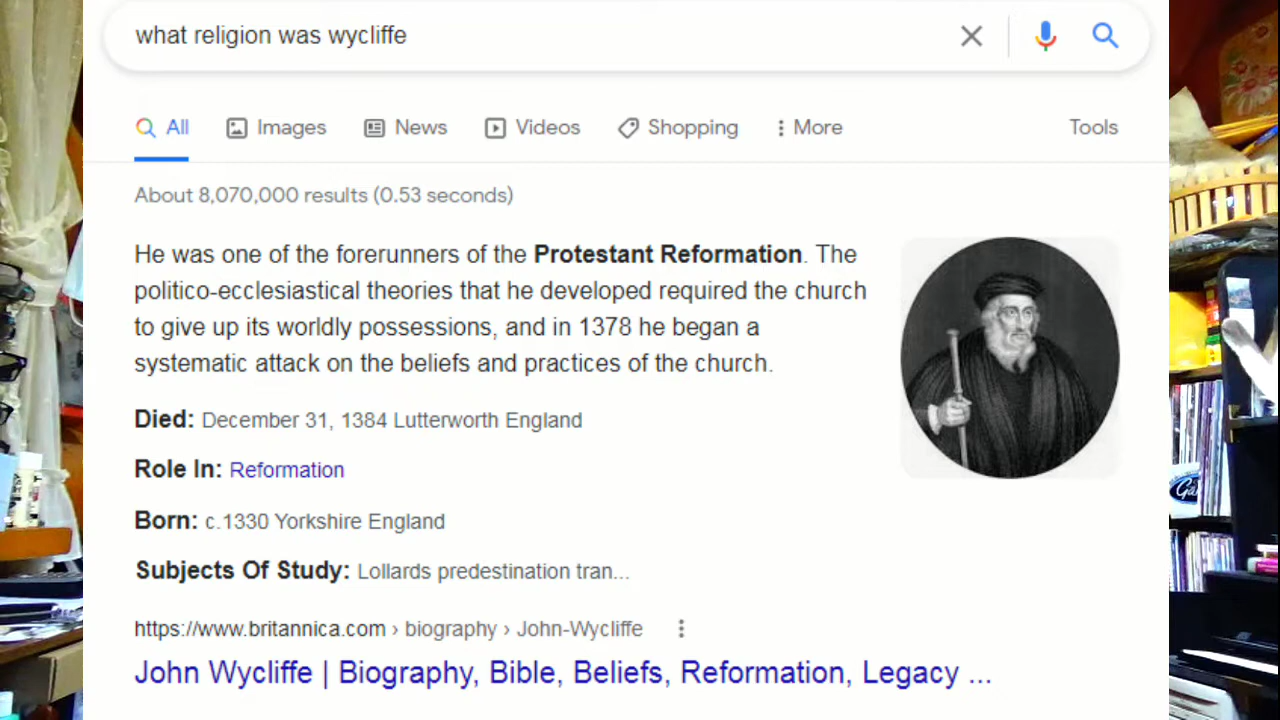 what religion was wycliffe
All Images News Videos Shopping More Tools
About 8,070,000 results (0.53 seconds)
He was one of the forerunners of the Protestant Reformation. The
politico-ecclesiastical theories that he developed required the church
to give up its worldly possessions, and in 1378 he began a
systematic attack on the beliefs and practices of the church.
Died: December 31, 1384 Lutterworth England
Role In: Reformation
Born: c.1330 Yorkshire England
Subjects Of Study: Lollards predestination tran...
https://www.britannica.com › biography › John-Wycliffe
John Wycliffe | Biography, Bible, Beliefs, Reformation, Legacy ...